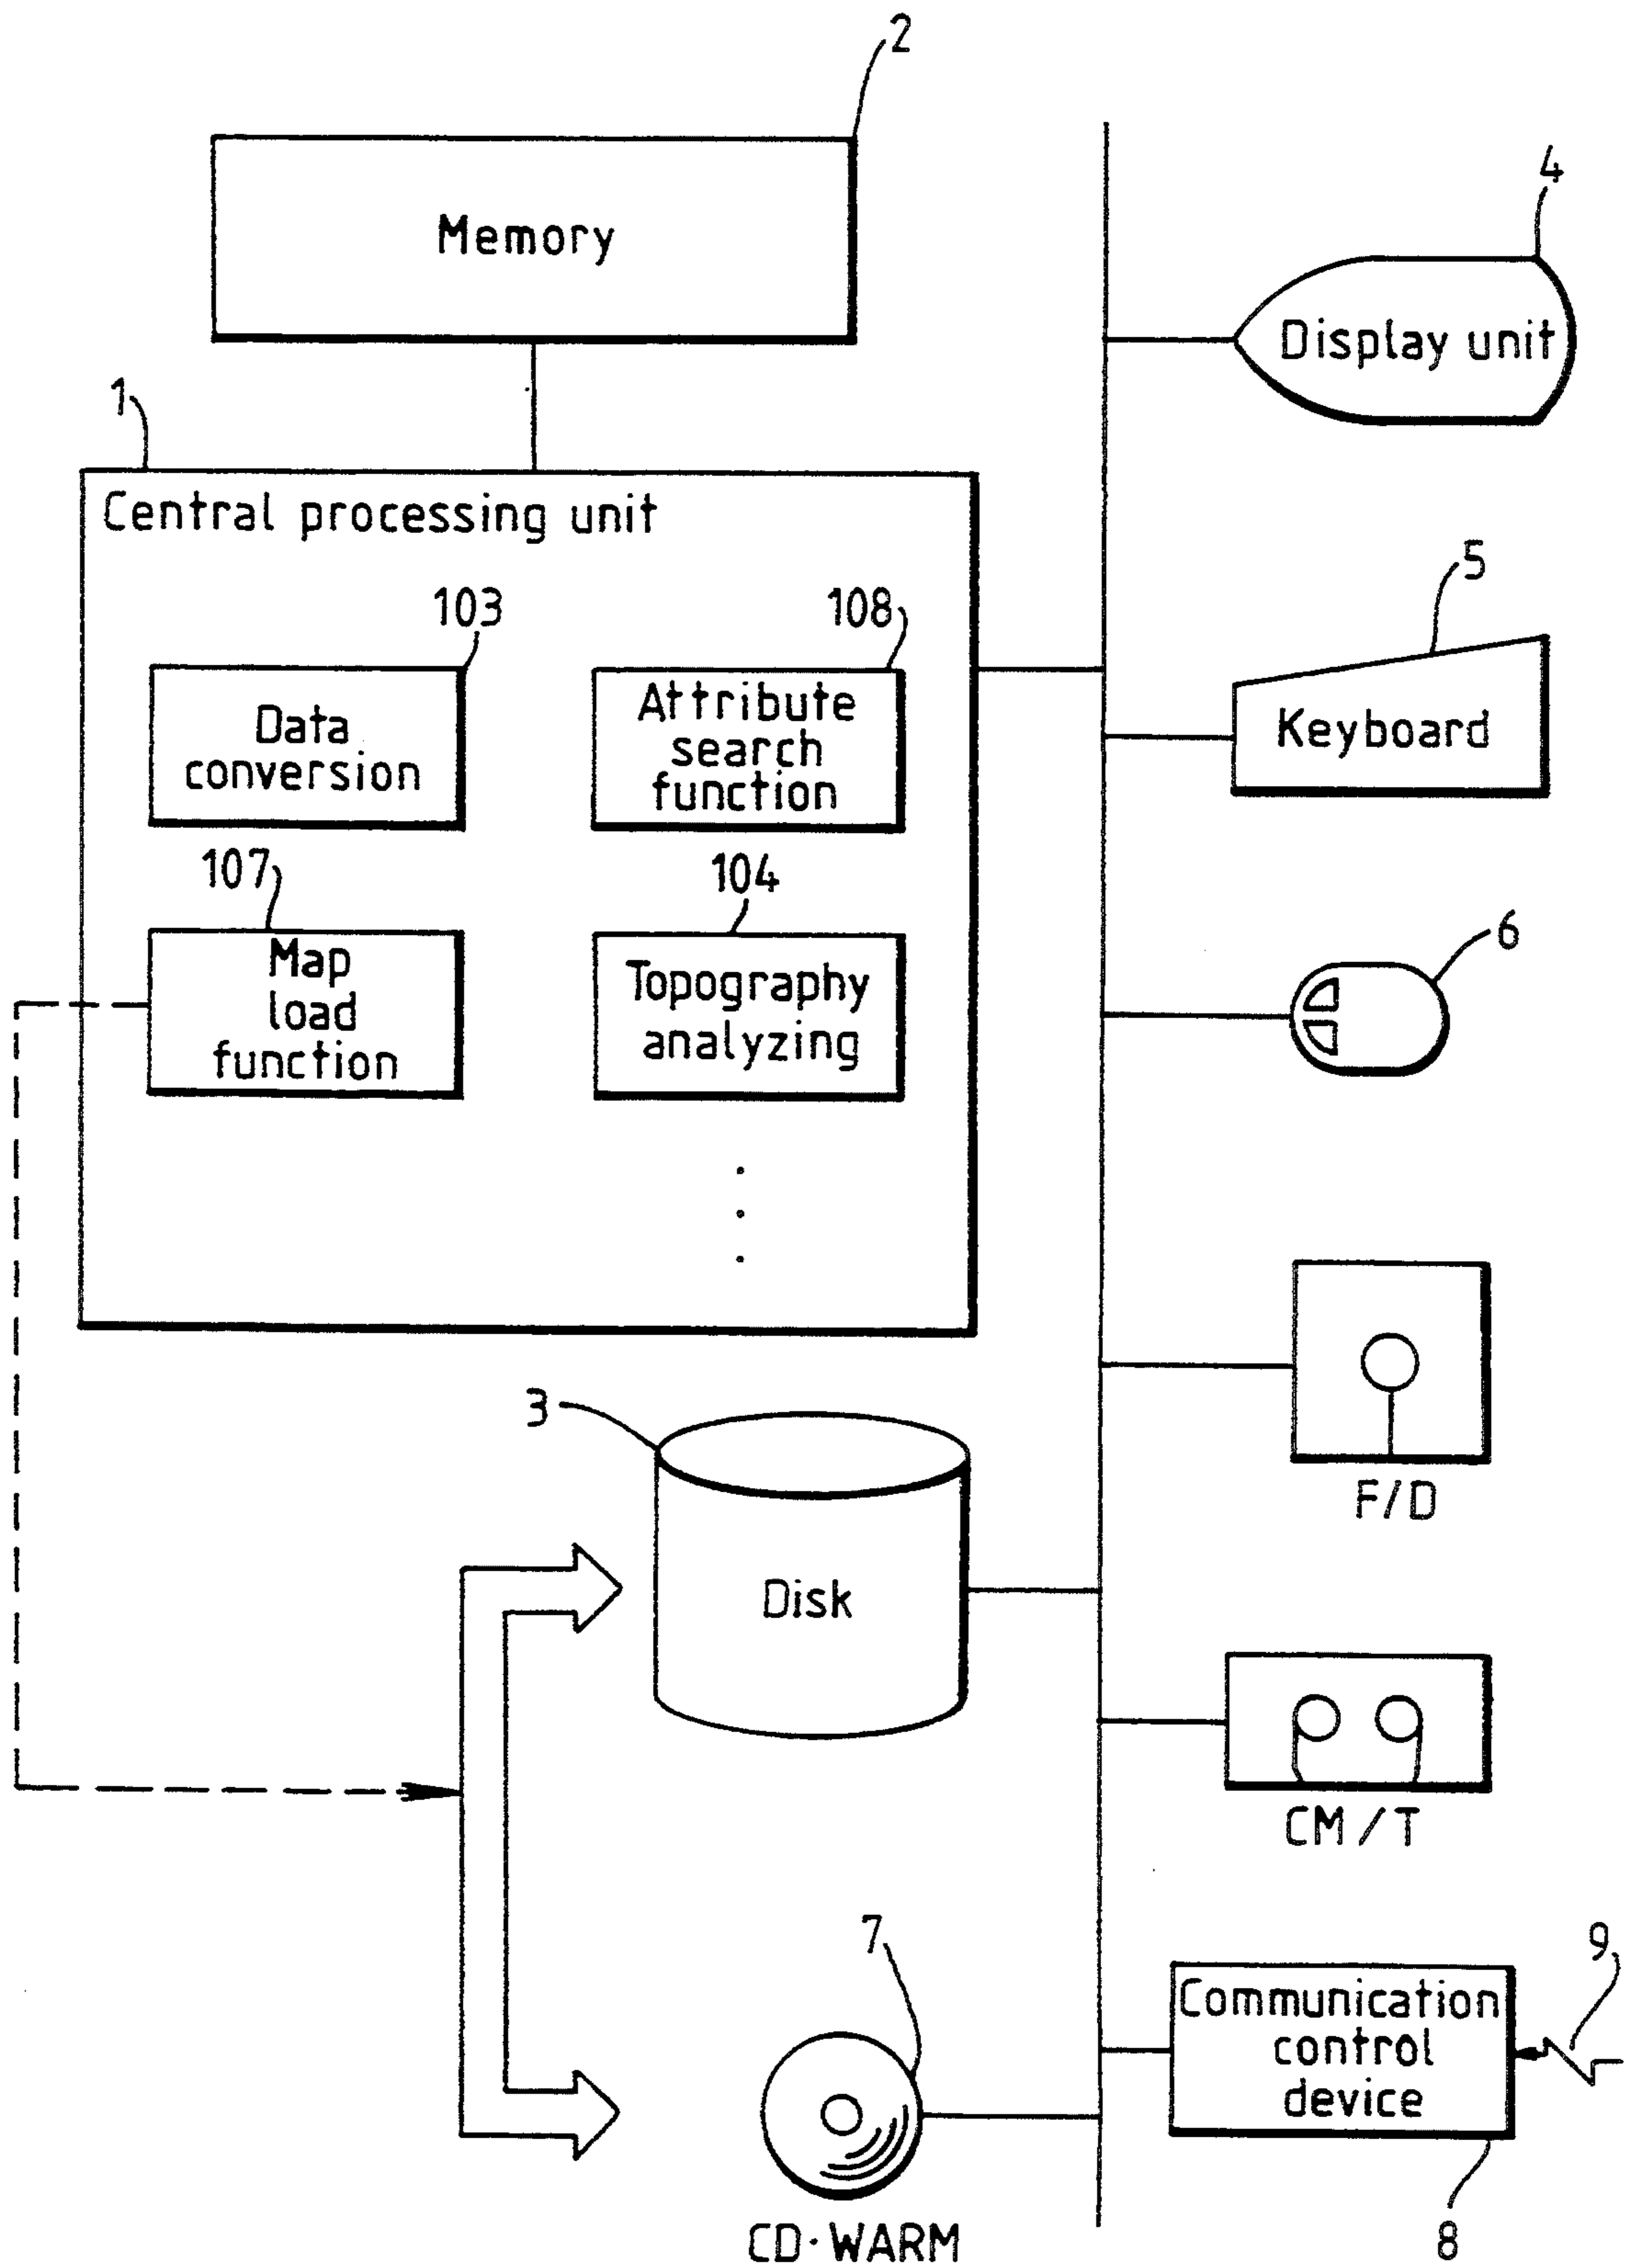 2
Memory
4
Display unit
1
Central processing unit
5
Keyboard
103
Data
conversion
108
Attribute
search
function
107
Map
load
function
104
Topography
analyzing
6
F/D
3
Disk
CM/T
7
CD·WARM
9
Communication
control
device
8